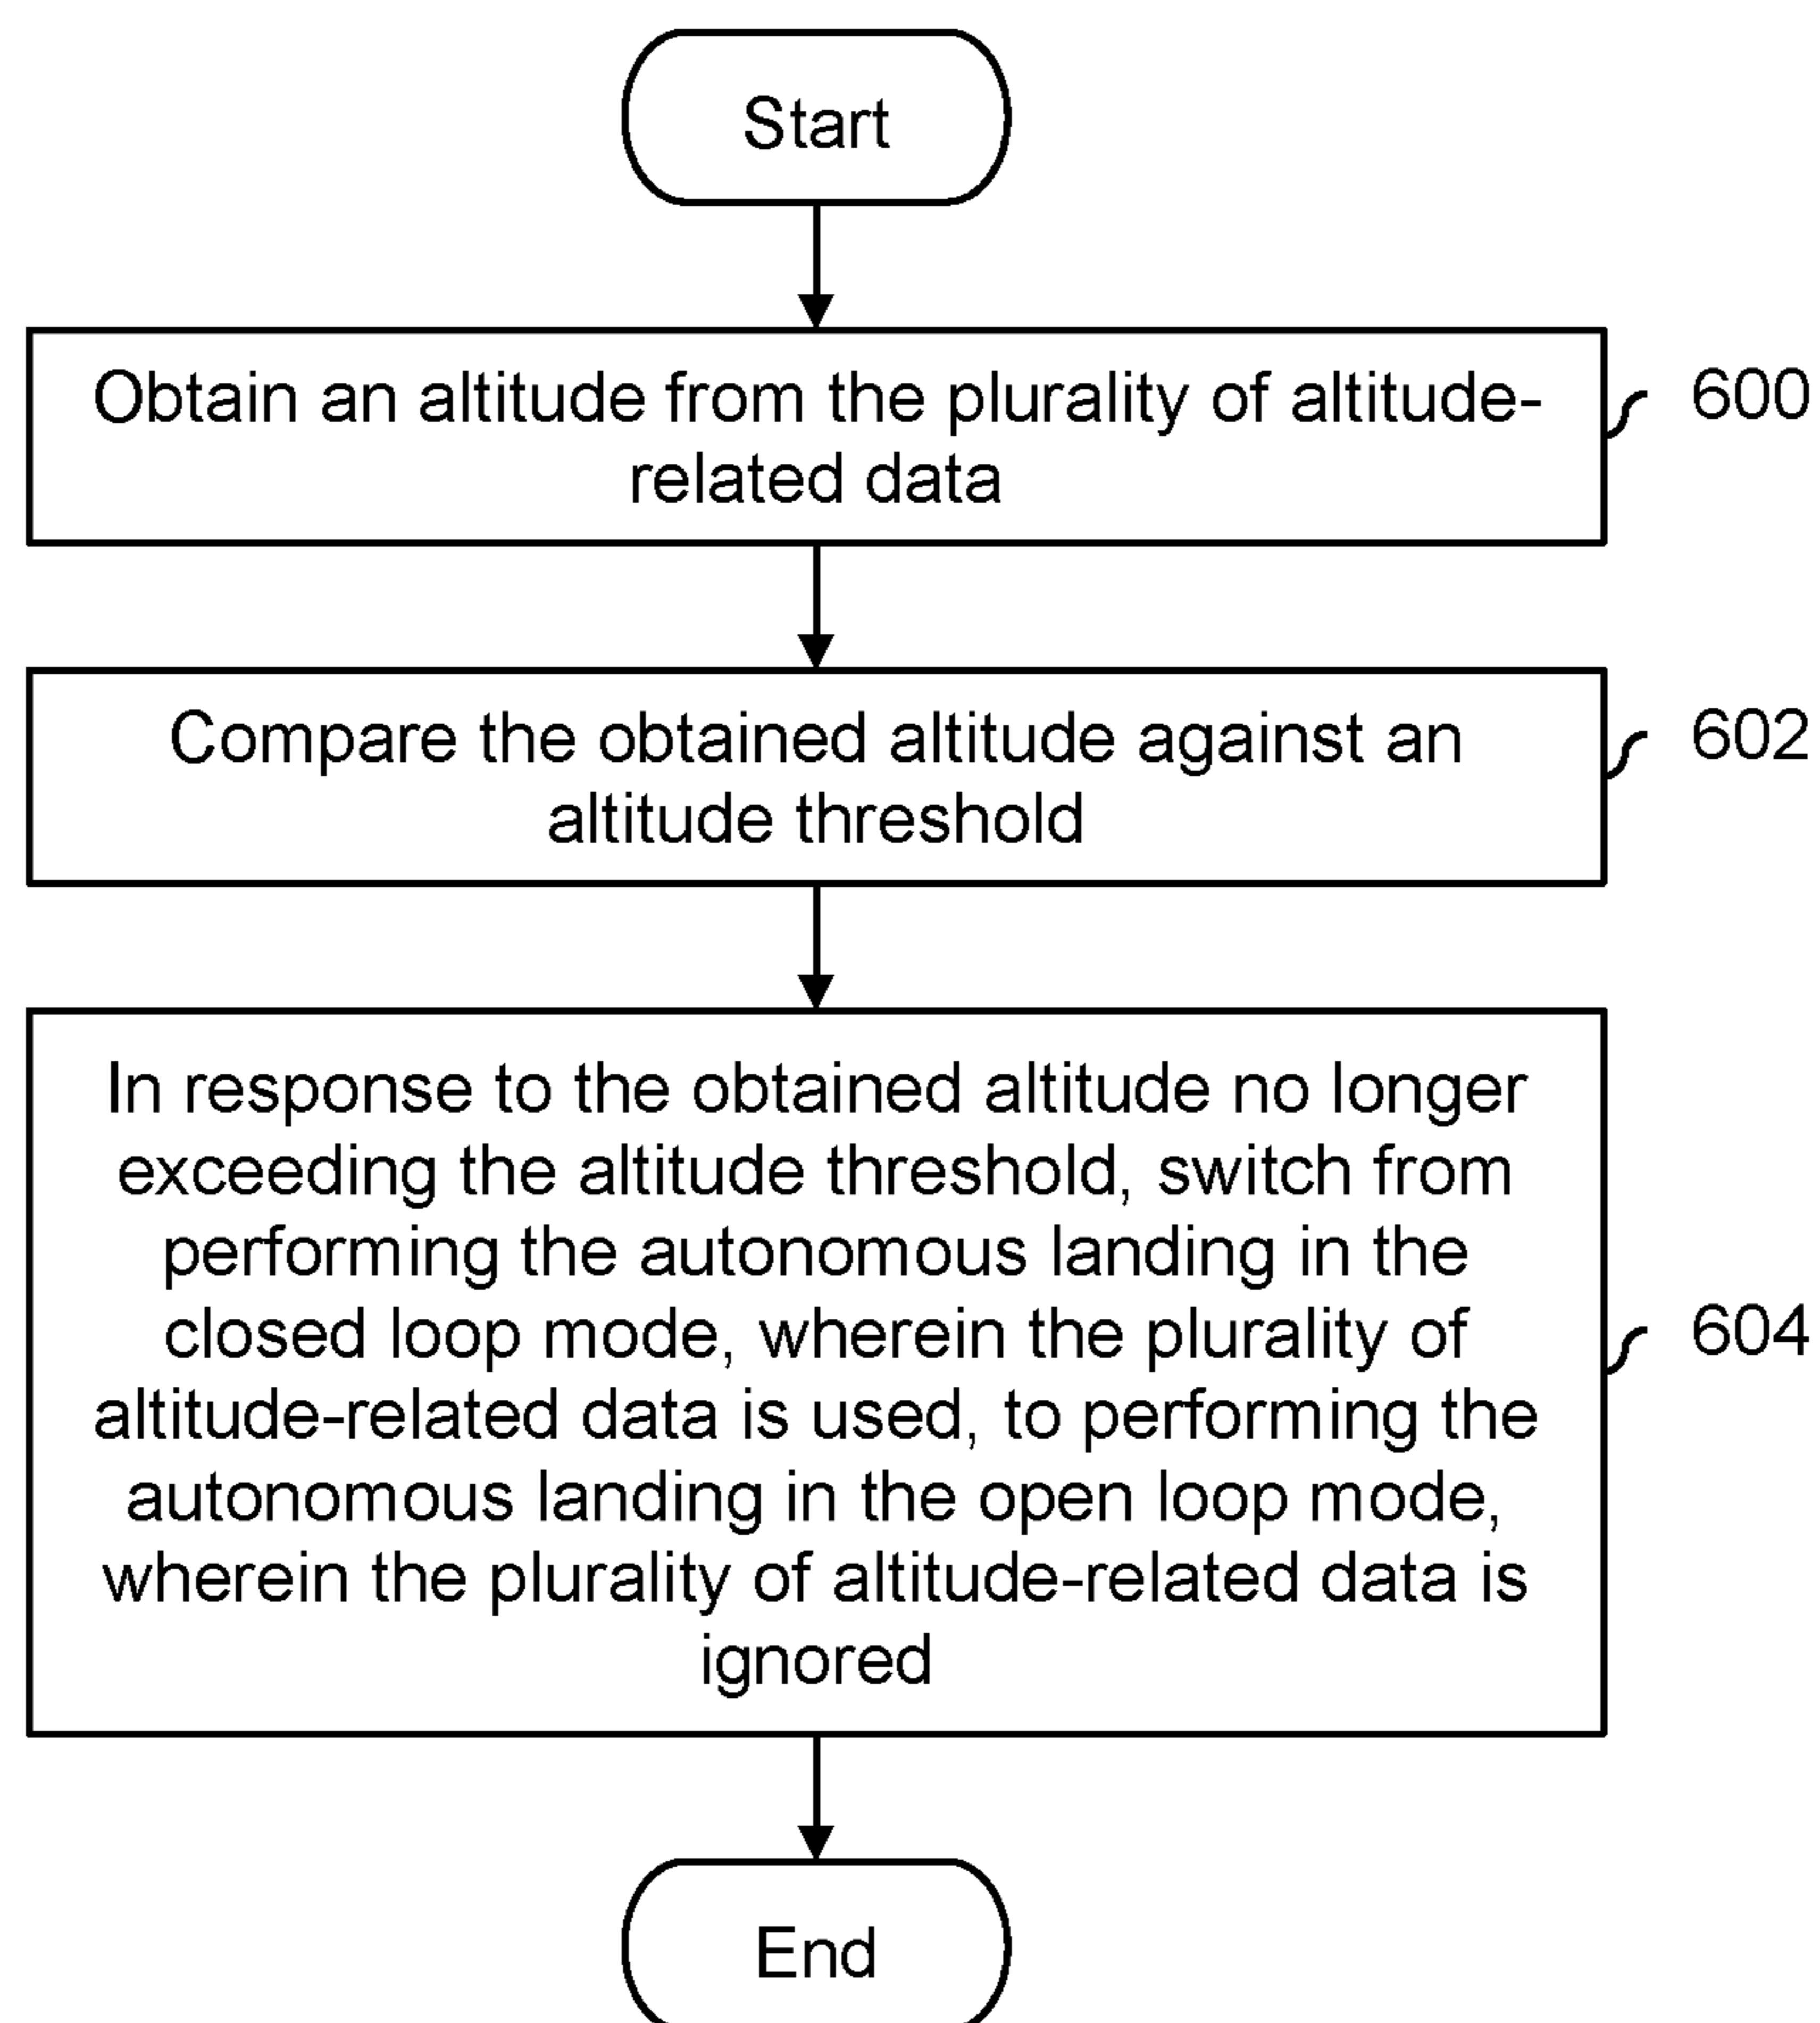 Start
Obtain an altitude from the plurality of altitude-
related data
600
Compare the obtained altitude against an
altitude threshold
602
In response to the obtained altitude no longer
exceeding the altitude threshold, switch from
performing the autonomous landing in the
closed loop mode, wherein the plurality of
altitude-related data is used, to performing the
autonomous landing in the open loop mode,
wherein the plurality of altitude-related data is
ignored
604
End